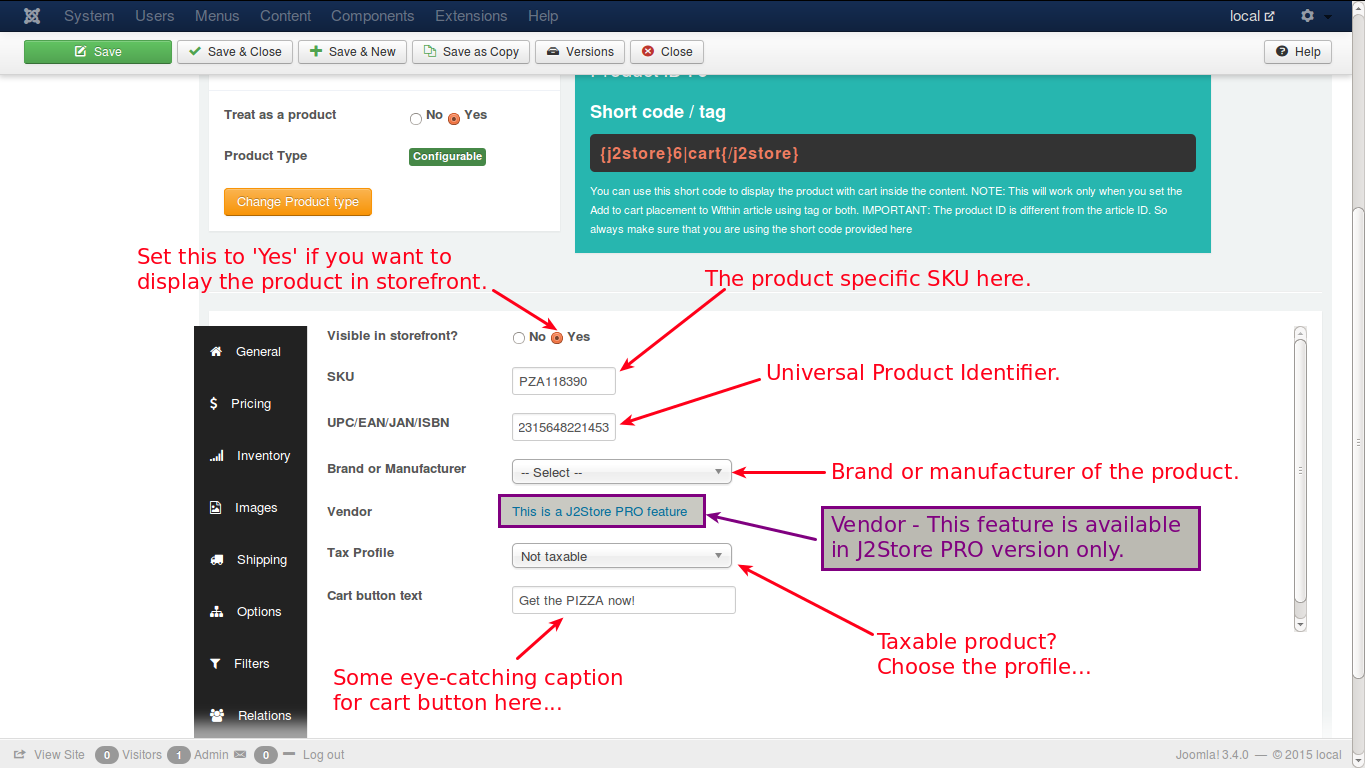 System Users Menus Content Components Extensions Help local
Save Save & Close Save & New Save as Copy Versions Close Help
Treat as a product No Yes
Product Type Configurable
Change Product type
Short code / tag
{j2store}6|cart{/j2store}
You can use this short code to display the product with cart inside the content. NOTE: This will work only when you set the
Add to cart placement to Within article using tag or both. IMPORTANT: The product ID is different from the article ID. So
always make sure that you are using the short code provided here
Set this to 'Yes' if you want to
display the product in storefront.
The product specific SKU here.
General
Pricing
Inventory
Images
Shipping
Options
Filters
Relations
Visible in storefront? No Yes
SKU PZA118390
Universal Product Identifier.
UPC/EAN/JAN/ISBN 2315648221453
Brand or Manufacturer -- Select --
Brand or manufacturer of the product.
Vendor This is a J2Store PRO feature
Vendor - This feature is available
in J2Store PRO version only.
Tax Profile Not taxable
Cart button text Get the PIZZA now!
Taxable product?
Choose the profile...
Some eye-catching caption
for cart button here...
View Site 0 Visitors 1 Admin 0 Log out Joomla! 3.4.0 — © 2015 local